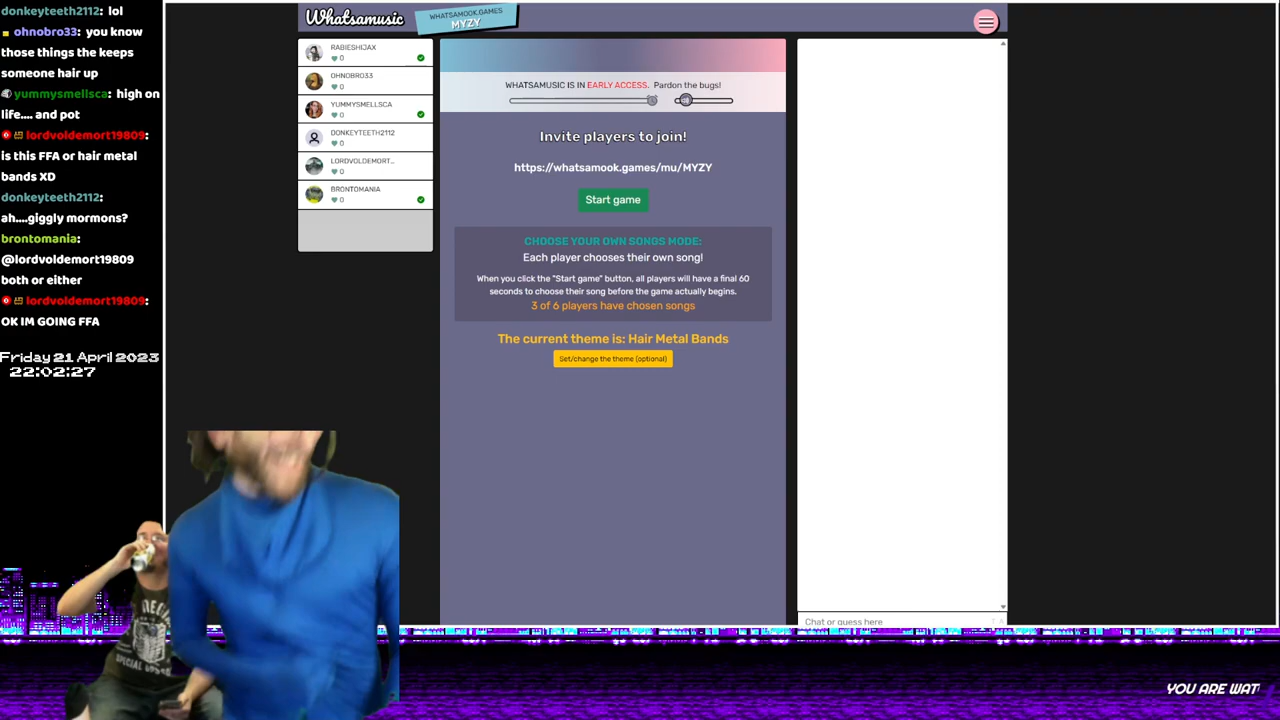 donkeyteeth2112: lol
ohnobro33: you know
those things the keeps
someone hair up
yummysmellsca: high on
life.... and pot
lordvoldemort19809:
is this FFA or hair metal
bands XD
donkeyteeth2112:
ah....giggly mormons?
brontomania:
@lordvoldemort19809
both or either
lordvoldemort19809:
OK IM GOING FFA
Friday 21 April 2023
22:02:27
Whatsamusic
WHATSAMOOK.GAMES
MYZY
RABIESHIJAX
0
OHNOBRO33
0
YUMMYSMELLSCA
0
DONKEYTEETH2112
0
LORDVOLDEMORT...
0
BRONTOMANIA
0
WHATSAMUSIC IS IN EARLY ACCESS. Pardon the bugs!
Invite players to join!
https://whatsamook.games/mu/MYZY
Start game
CHOOSE YOUR OWN SONGS MODE:
Each player chooses their own song!
When you click the "Start game" button, all players will have a final 60
seconds to choose their song before the game actually begins.
3 of 6 players have chosen songs
The current theme is: Hair Metal Bands
Set/change the theme (optional)
Chat or guess here
YOU ARE WAT